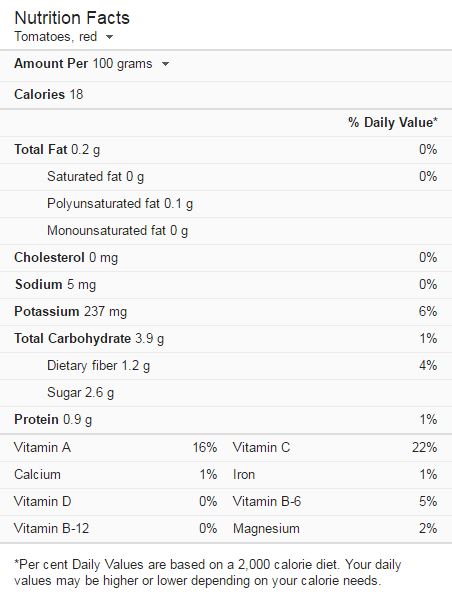 Nutrition Facts
Tomatoes, red
Amount Per 100 grams
Calories 18
% Daily Value*
Total Fat 0.2 g 0%
Saturated fat 0 g 0%
Polyunsaturated fat 0.1 g
Monounsaturated fat 0 g
Cholesterol 0 mg 0%
Sodium 5 mg 0%
Potassium 237 mg 6%
Total Carbohydrate 3.9 g 1%
Dietary fiber 1.2 g 4%
Sugar 2.6 g
Protein 0.9 g 1%
Vitamin A 16% Vitamin C 22%
Calcium 1% Iron 1%
Vitamin D 0% Vitamin B-6 5%
Vitamin B-12 0% Magnesium 2%
*Per cent Daily Values are based on a 2,000 calorie diet. Your daily
values may be higher or lower depending on your calorie needs.